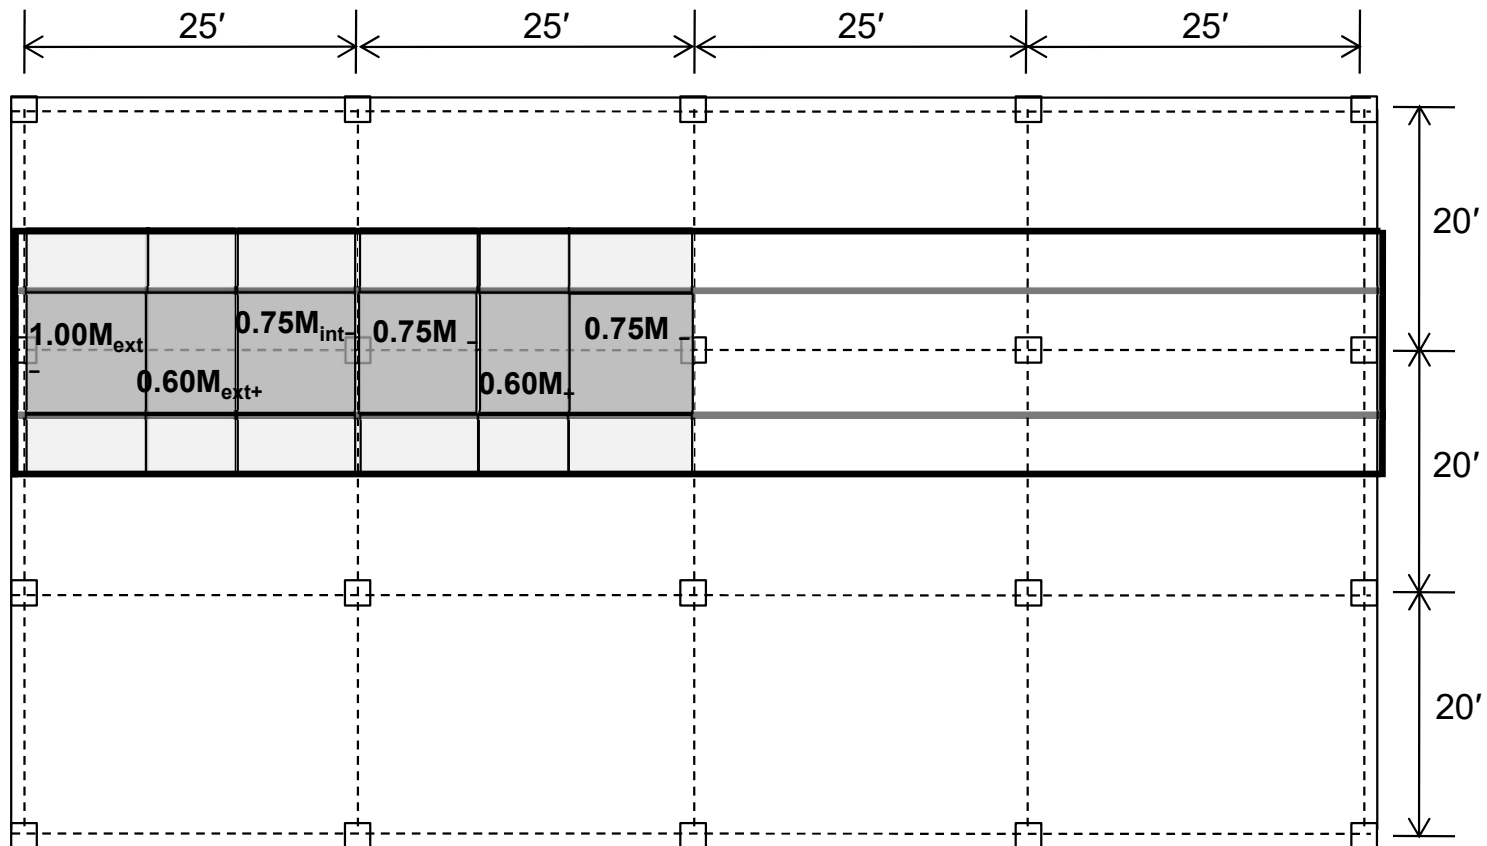 25′ 25′ 25′ 25′
20′
0.75Mint– 0.75M – 0.75M –
1.00Mext
–
0.60Mext+ 0.60M+
20′
20′